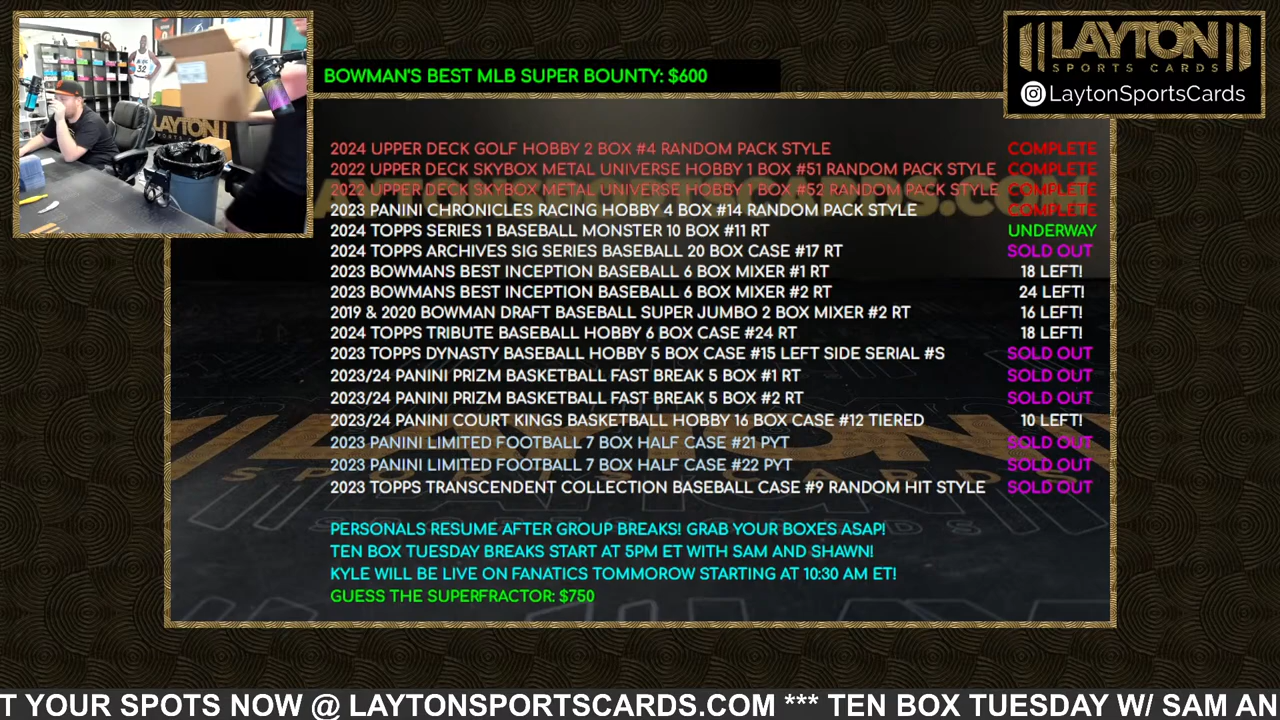 LAYTON
SPORTS CARDS
LaytonSportsCards
BOWMAN'S BEST MLB SUPER BOUNTY: $600
32
LAYTON
2024 UPPER DECK GOLF HOBBY 2 BOX #4 RANDOM PACK STYLE COMPLETE
2022 UPPER DECK SKYBOX METAL UNIVERSE HOBBY 1 BOX #51 RANDOM PACK STYLE COMPLETE
2022 UPPER DECK SKYBOX METAL UNIVERSE HOBBY 1 BOX #52 RANDOM PACK STYLE COMPLETE
2023 PANINI CHRONICLES RACING HOBBY 4 BOX #14 RANDOM PACK STYLE COMPLETE
2024 TOPPS SERIES 1 BASEBALL MONSTER 10 BOX #11 RT UNDERWAY
2024 TOPPS ARCHIVES SIG SERIES BASEBALL 20 BOX CASE #17 RT SOLD OUT
2023 BOWMANS BEST INCEPTION BASEBALL 6 BOX MIXER #1 RT 18 LEFT!
2023 BOWMANS BEST INCEPTION BASEBALL 6 BOX MIXER #2 RT 24 LEFT!
2019 & 2020 BOWMAN DRAFT BASEBALL SUPER JUMBO 2 BOX MIXER #2 RT 16 LEFT!
2024 TOPPS TRIBUTE BASEBALL HOBBY 6 BOX CASE #24 RT 18 LEFT!
2023 TOPPS DYNASTY BASEBALL HOBBY 5 BOX CASE #15 LEFT SIDE SERIAL #S SOLD OUT
2023/24 PANINI PRIZM BASKETBALL FAST BREAK 5 BOX #1 RT SOLD OUT
2023/24 PANINI PRIZM BASKETBALL FAST BREAK 5 BOX #2 RT SOLD OUT
2023/24 PANINI COURT KINGS BASKETBALL HOBBY 16 BOX CASE #12 TIERED 10 LEFT!
2023 PANINI LIMITED FOOTBALL 7 BOX HALF CASE #21 PYT SOLD OUT
2023 PANINI LIMITED FOOTBALL 7 BOX HALF CASE #22 PYT SOLD OUT
2023 TOPPS TRANSCENDENT COLLECTION BASEBALL CASE #9 RANDOM HIT STYLE SOLD OUT
PERSONALS RESUME AFTER GROUP BREAKS! GRAB YOUR BOXES ASAP!
TEN BOX TUESDAY BREAKS START AT 5PM ET WITH SAM AND SHAWN!
KYLE WILL BE LIVE ON FANATICS TOMMOROW STARTING AT 10:30 AM ET!
GUESS THE SUPERFRACTOR: $750
T YOUR SPOTS NOW @ LAYTONSPORTSCARDS.COM *** TEN BOX TUESDAY W/ SAM AN